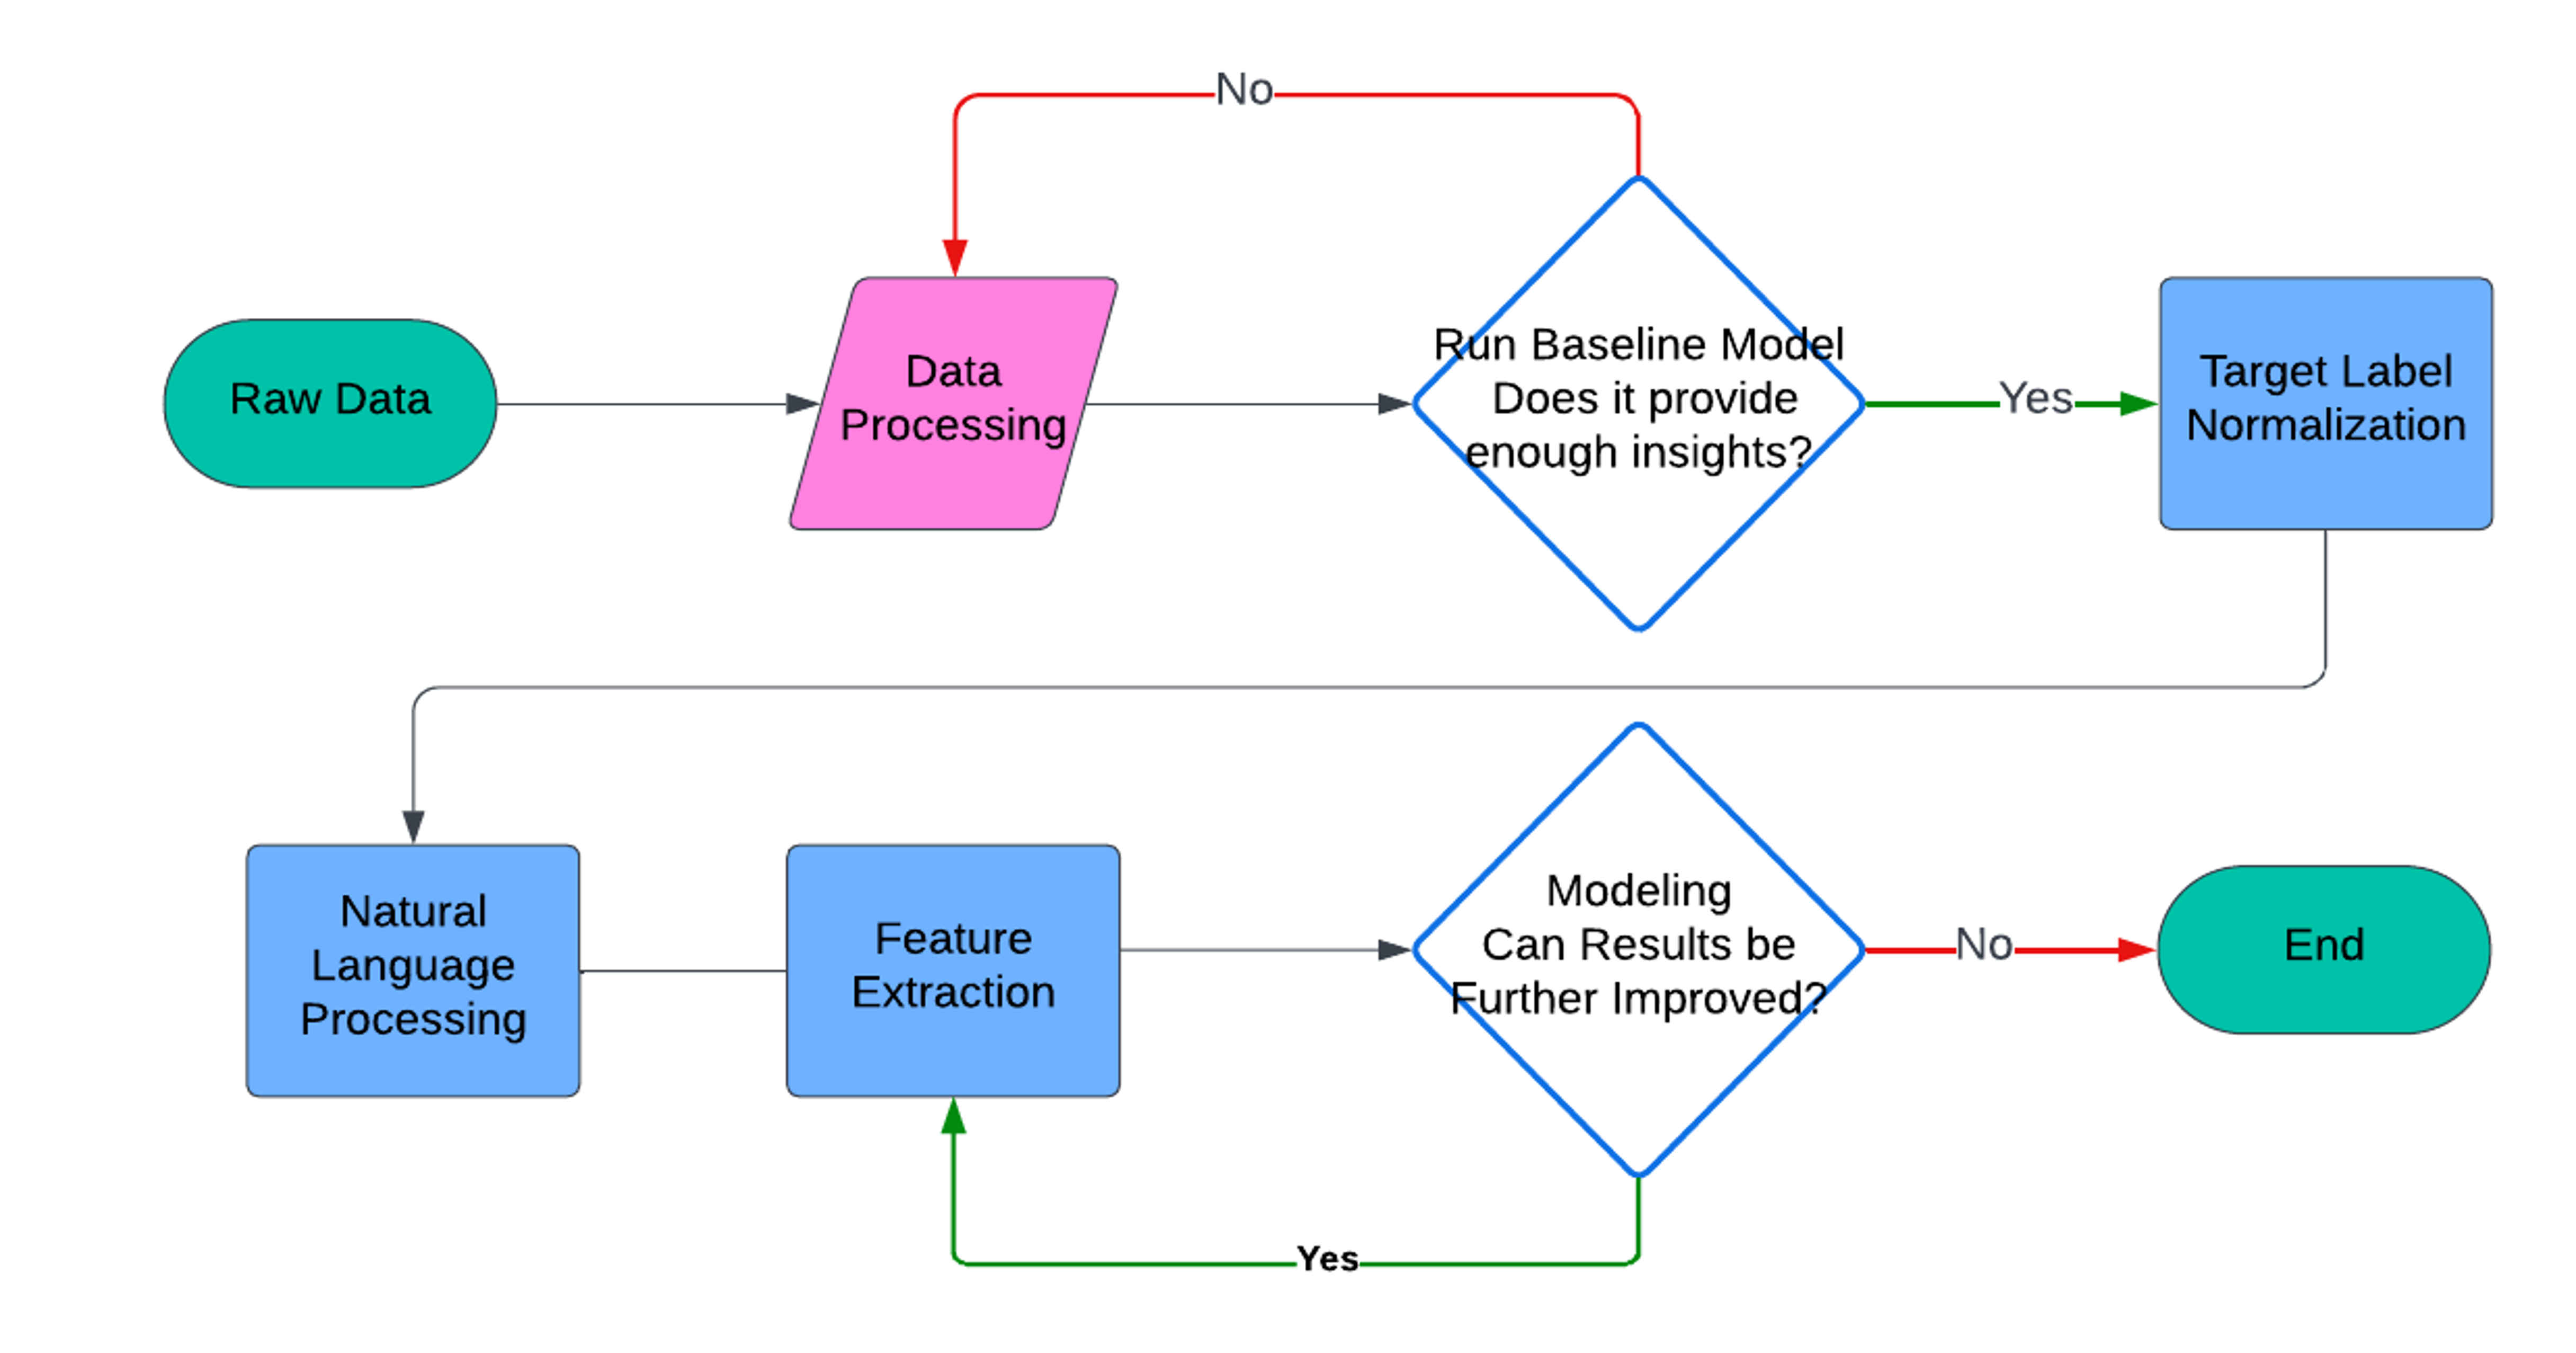 No
Raw Data
Data
Processing
Run Baseline Model
Does it provide
enough insights?
Yes
Target Label
Normalization
Natural
Language
Processing
Feature
Extraction
Modeling
Can Results be
Further Improved?
No
End
Yes